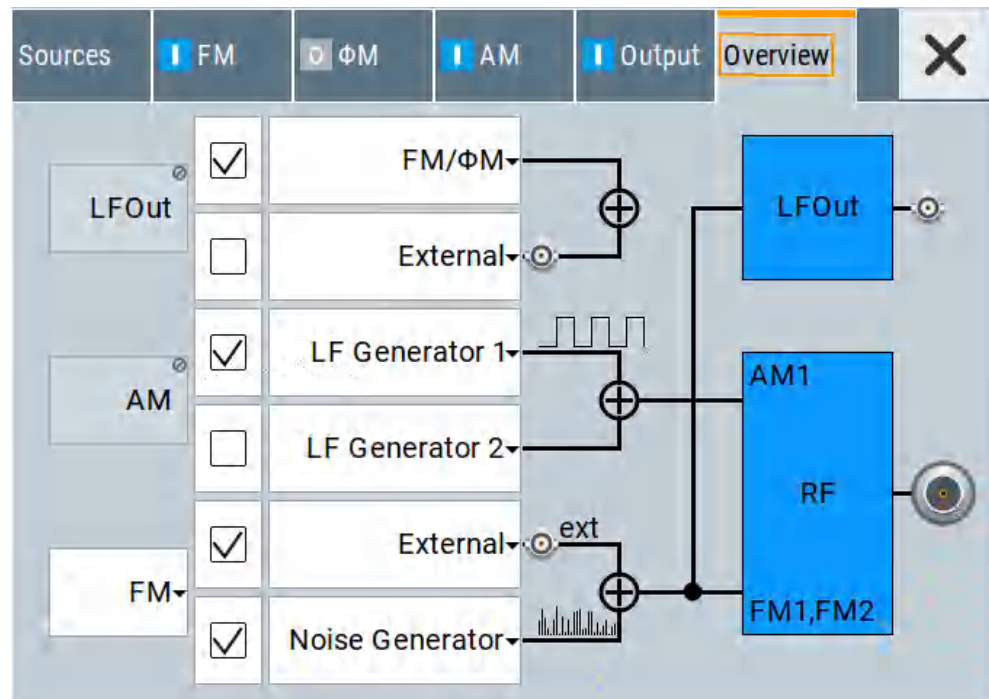 Sources
FM
0 ΦM
AM
Output
Overview
LFOut
FM/ΦM
External
LFOut
AM
LF Generator 1
LF Generator 2
AM1
RF
FM1,FM2
FM
External
ext
Noise Generator